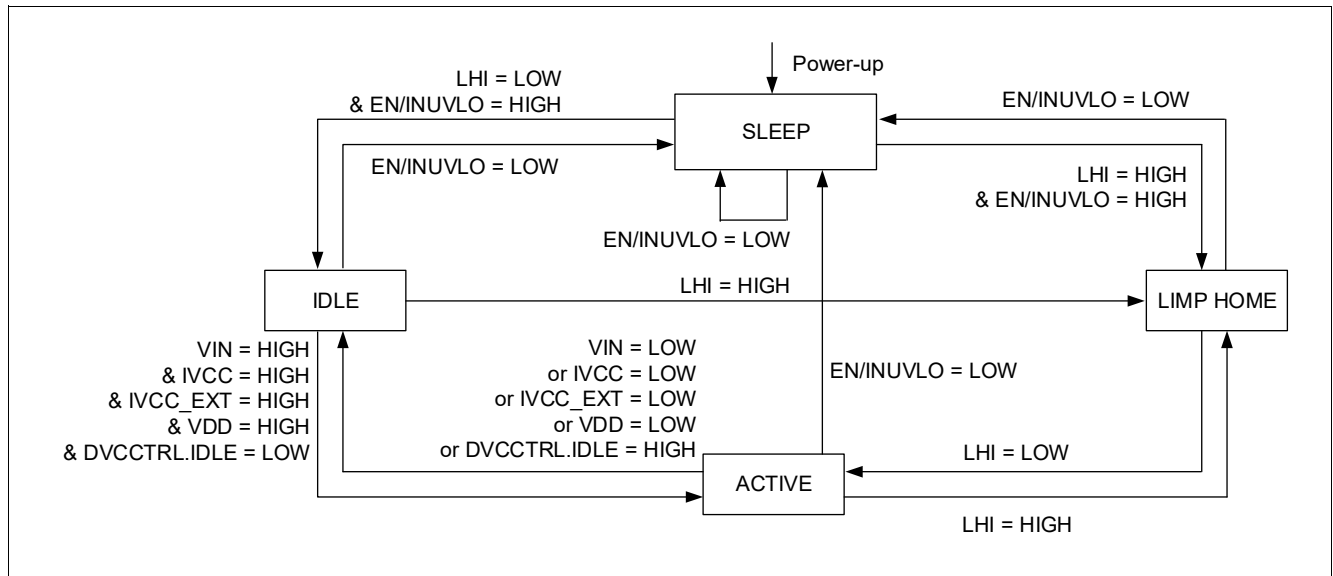 Power-up
LHI = LOW
& EN/INUVLO = HIGH
EN/INUVLO = LOW
SLEEP
EN/INUVLO = LOW
LHI = HIGH
& EN/INUVLO = HIGH
EN/INUVLO = LOW
IDLE
LHI = HIGH
LIMP HOME
VIN = HIGH
& IVCC = HIGH
& IVCC_EXT = HIGH
& VDD = HIGH
& DVCCTRL.IDLE = LOW
VIN = LOW
or IVCC = LOW
or IVCC_EXT = LOW
or VDD = LOW
or DVCCTRL.IDLE = HIGH
EN/INUVLO = LOW
LHI = LOW
ACTIVE
LHI = HIGH